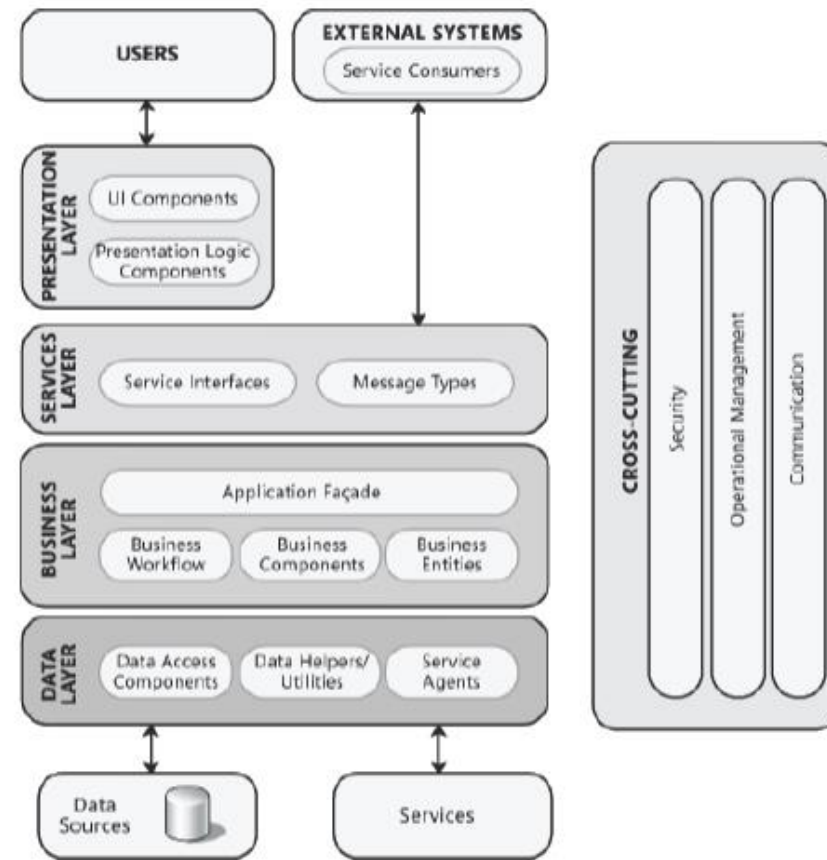 USERS
EXTERNAL SYSTEMS
Service Consumers
PRESENTATION
LAYER
UI Components
Presentation Logic
Components
SERVICES
LAYER
Service Interfaces
Message Types
BUSINESS
LAYER
Application Façade
Business
Workflow
Business
Components
Business
Entities
DATA
LAYER
Data Access
Components
Data Helpers/
Utilities
Service
Agents
Data
Sources
Services
CROSS-CUTTING
Security
Operational Management
Communication